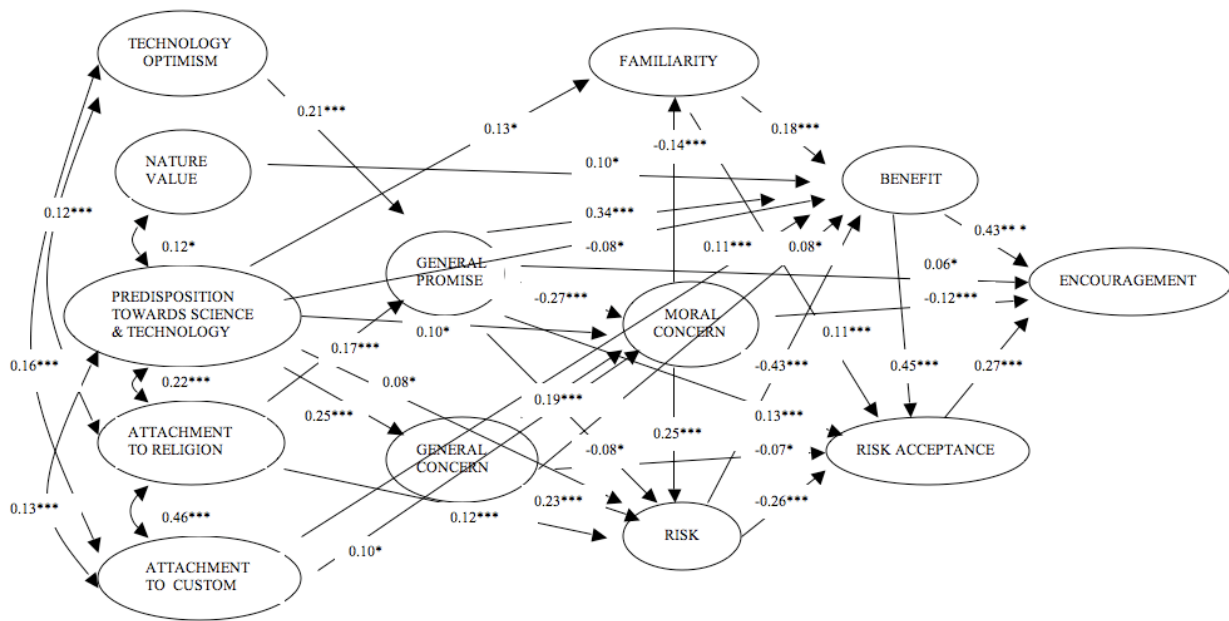 TECHNOLOGY
OPTIMISM
FAMILIARITY
0.21***
0.13*
0.18***
-0.14***
NATURE
VALUE
0.10*
BENEFIT
0.12***
0.34***
0.43** *
0.12*
-0.08*
0.11***
0.08*
GENERAL
PROMISE
0.06*
ENCOURAGEMENT
PREDISPOSITION
TOWARDS SCIENCE
& TECHNOLOGY
-0.27***
MORAL
CONCERN
-0.12***
0.10*
0.11***
0.17***
0.16***
0.22***
0.08*
-0.43***
0.45***
0.27***
0.19***
0.25***
0.13***
ATTACHMENT
TO RELIGION
GENERAL
CONCERN
0.25***
-0.08*
-0.07*
RISK ACCEPTANCE
0.13***
0.46***
0.12***
0.23***
-0.26***
RISK
0.10*
ATTACHMENT
TO CUSTOM